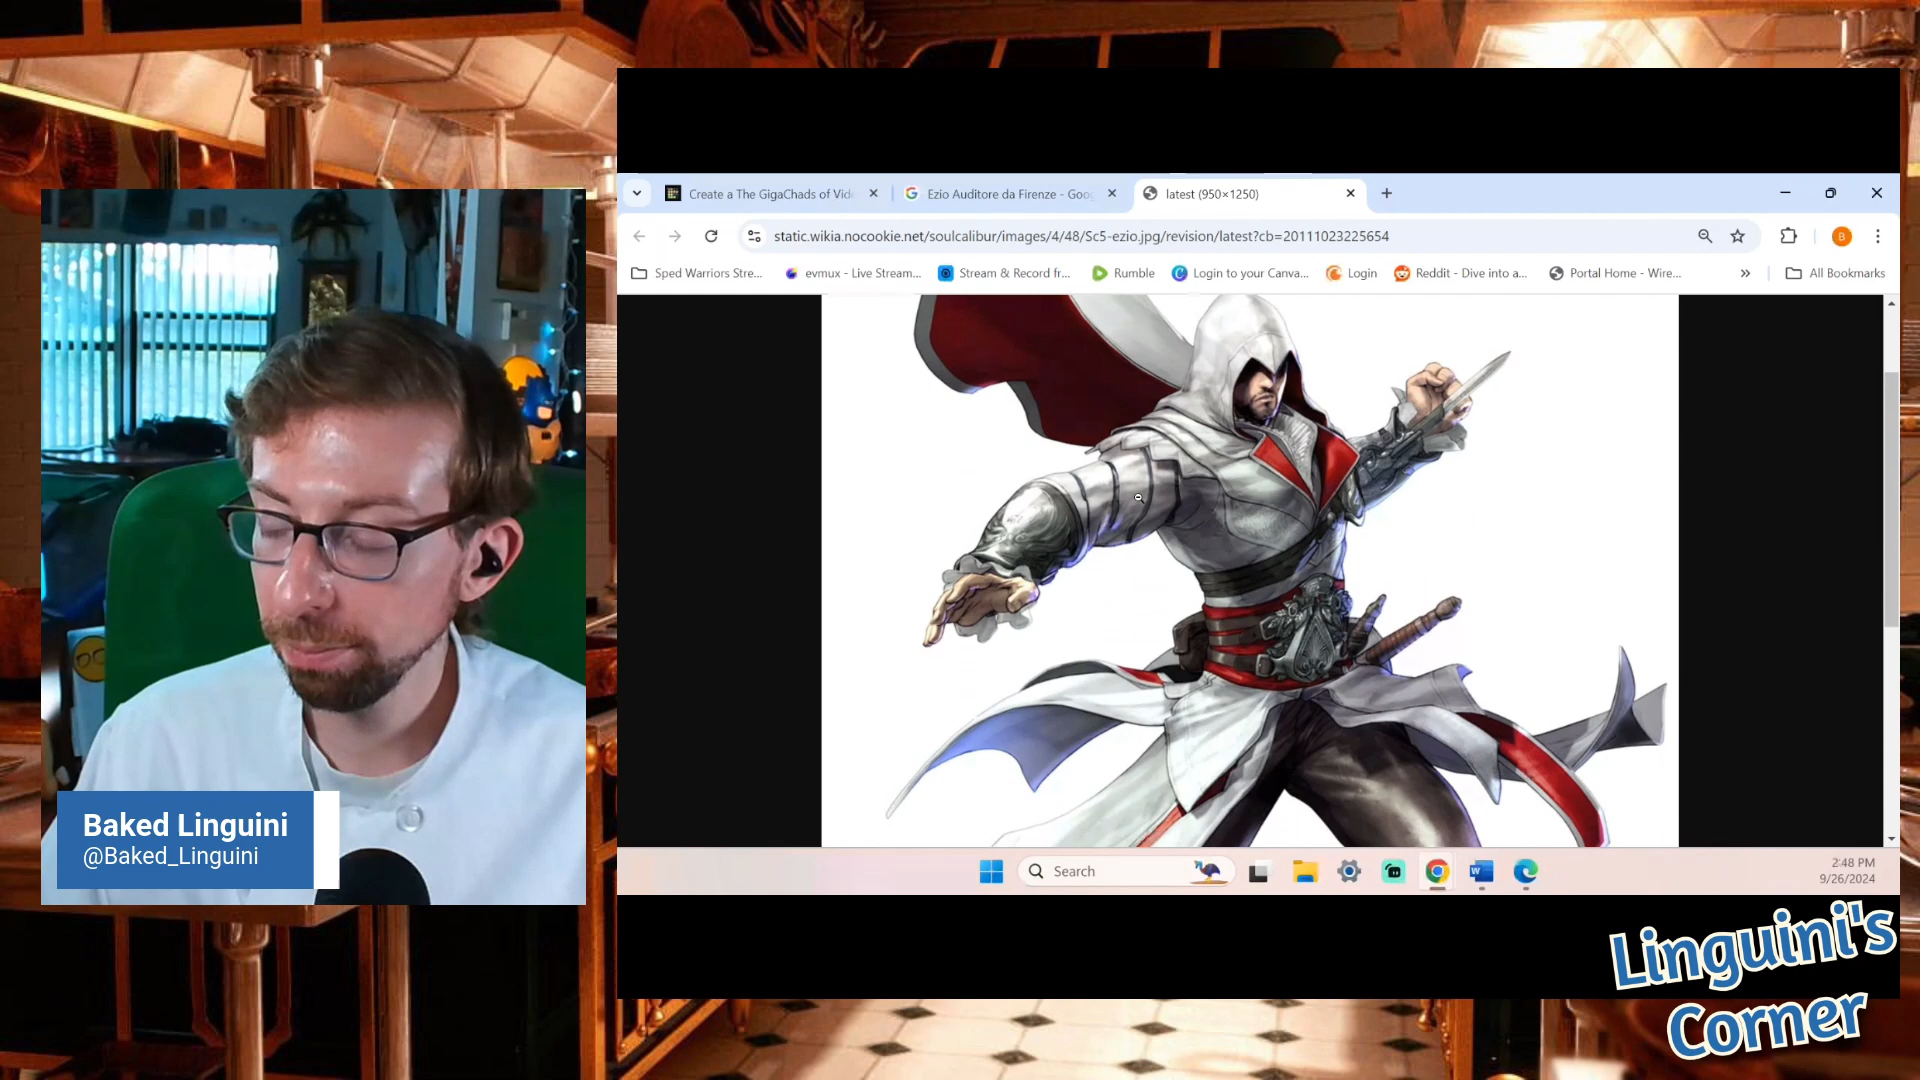 Create a The GigaChads of Vide
Ezio Auditore da Firenze - Goog
latest (950×1250)
static.wikia.nocookie.net/soulcalibur/images/4/48/Sc5-ezio.jpg/revision/latest?cb=20111023225654
B
Sped Warriors Stre...
evmux - Live Stream...
Stream & Record fr...
Rumble
Login to your Canva...
Login
Reddit - Dive into a...
Portal Home - Wire...
All Bookmarks
Baked Linguini
@Baked_Linguini
Search
2:48 PM
9/26/2024
Linguini's
Corner